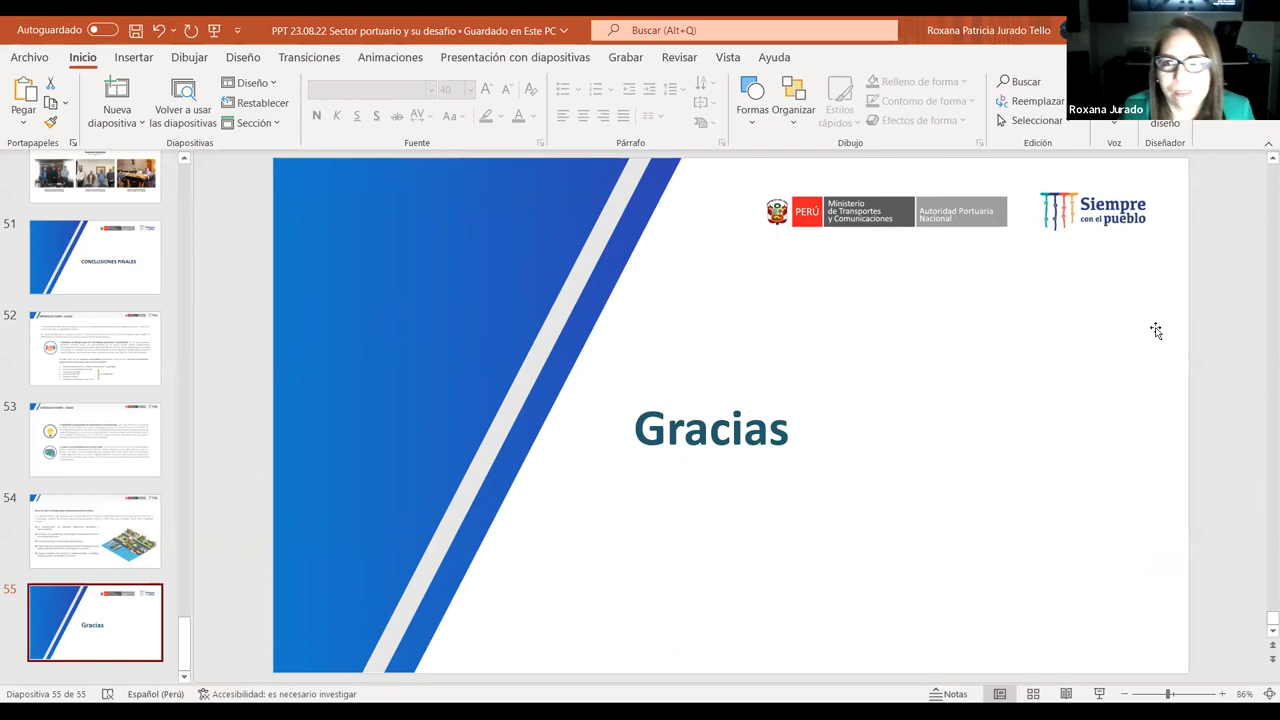 Autoguardado
PPT 23.08.22 Sector portuario y su desafio • Guardado en Este PC
Buscar (Alt+Q)
Roxana Patricia Jurado Tello
Archivo
Inicio
Insertar
Dibujar
Diseño
Transiciones
Animaciones
Presentación con diapositivas
Grabar
Revisar
Vista
Ayuda
Pegar
Nueva
diapositiva
Volver a usar
las diapositivas
Diseño
Restablecer
Sección
40
N
K
S
S
ab
AV
Aa
A
Formas
Organizar
Estilos
rápidos
Relleno de forma
Contorno de forma
Efectos de forma
Buscar
Reemplazar
Seleccionar
Roxana Jurado
diseño
Portapapeles
Diapositivas
Fuente
Párrafo
Dibujo
Edición
Voz
Diseñador
51
CONCLUSIONES FINALES
52
53
54
55
Gracias
PERÚ
Ministerio
de Transportes
y Comunicaciones
Autoridad Portuaria
Nacional
Siempre
con el pueblo
Gracias
Diapositiva 55 de 55
Español (Perú)
Accesibilidad: es necesario investigar
Notas
86%